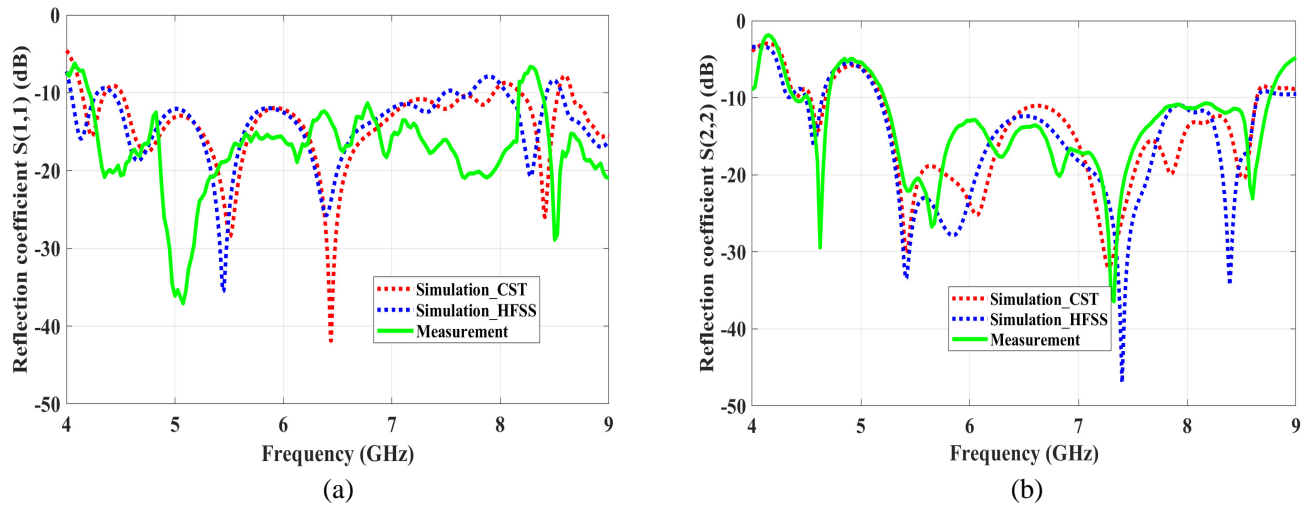 0
-10
-20
-30
-40
-50
4 5 6 7 8 9
Reflection coefficient S(1,1) (dB)
Frequency (GHz)
Simulation_CST
Simulation_HFSS
Measurement
(a)
0
-10
-20
-30
-40
-50
4 5 6 7 8 9
Reflection coefficient S(2,2) (dB)
Frequency (GHz)
Simulation_CST
Simulation_HFSS
Measurement
(b)